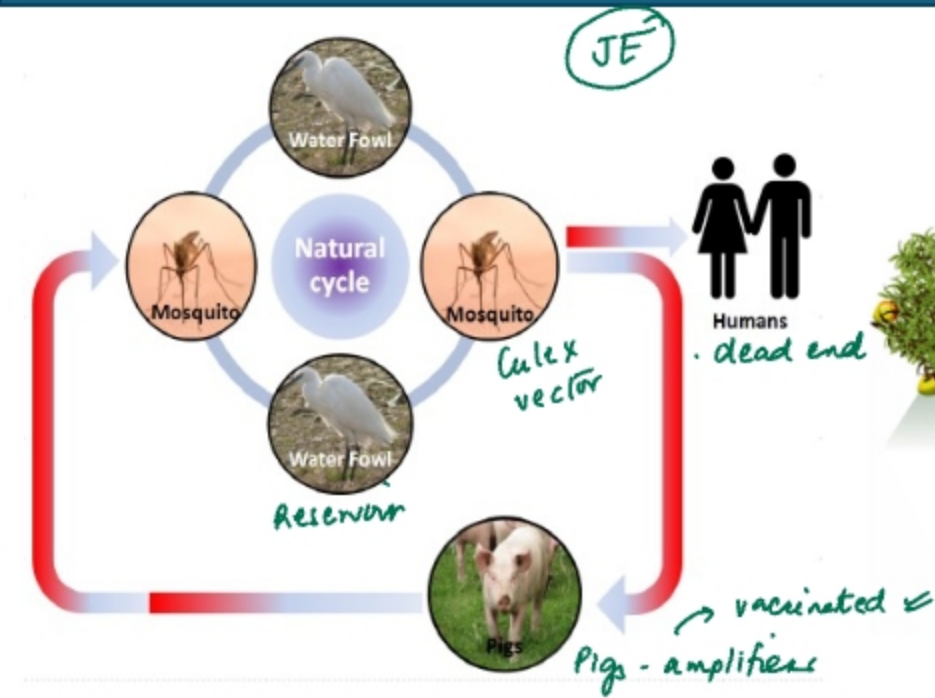 JE
Water Fowl
Natural
cycle
Mosquito
Mosquito
Humans
. dead end
Culex
vector
Water Fowl
Reservoir
→ vaccinated
Pigs
Pigs - amplifiers